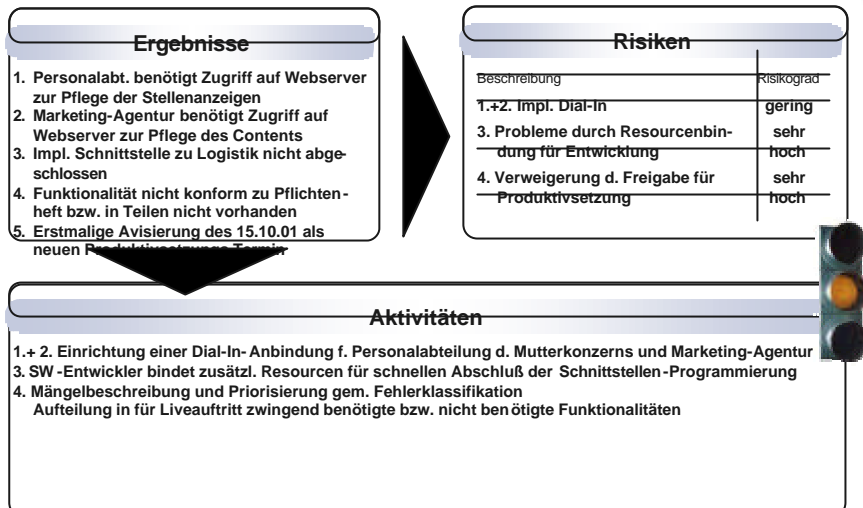 Ergebnisse
1. Personalabt. benötigt Zugriff auf Webserver
zur Pflege der Stellenanzeigen
2. Marketing-Agentur benötigt Zugriff auf
Webserver zur Pflege des Contents
3. Impl. Schnittstelle zu Logistik nicht abge-
schlossen
4. Funktionalität nicht konform zu Pflichten-
heft bzw. in Teilen nicht vorhanden
5. Erstmalige Avisierung des 15.10.01 als
neuen Produktivsetzungs-Termin
Risiken
Beschreibung Risikograd
1.+2. Impl. Dial-In gering
3. Probleme durch Resourcenbin- sehr
dung für Entwicklung hoch
4. Verweigerung d. Freigabe für sehr
Produktivsetzung hoch
Aktivitäten
1.+ 2. Einrichtung einer Dial-In-Anbindung f. Personalabteilung d. Mutterkonzerns und Marketing-Agentur
3. SW-Entwickler bindet zusätzl. Resourcen für schnellen Abschluß der Schnittstellen-Programmierung
4. Mängelbeschreibung und Priorisierung gem. Fehlerklassifikation
Aufteilung in für Liveauftritt zwingend benötigte bzw. nicht benötigte Funktionalitäten